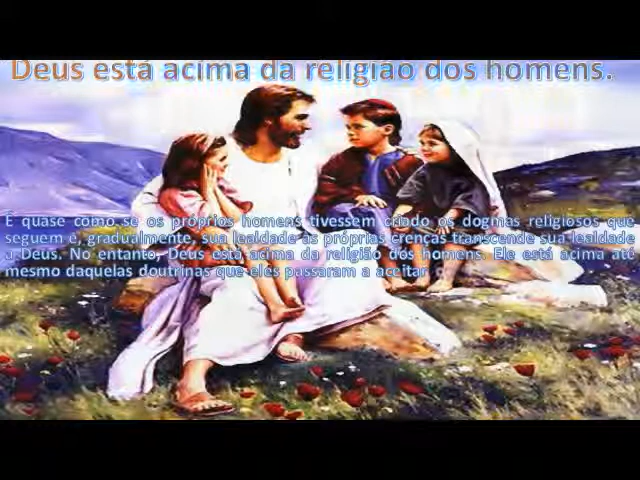 Deus está acima da religião dos homens.
É quase como se os próprios homens tivessem criado os dogmas religiosos que
seguem e, gradualmente, sua lealdade às próprias crenças transcende sua lealdade
a Deus. No entanto, Deus está acima da religião dos homens. Ele está acima até
mesmo daquelas doutrinas que eles passaram a aceitar